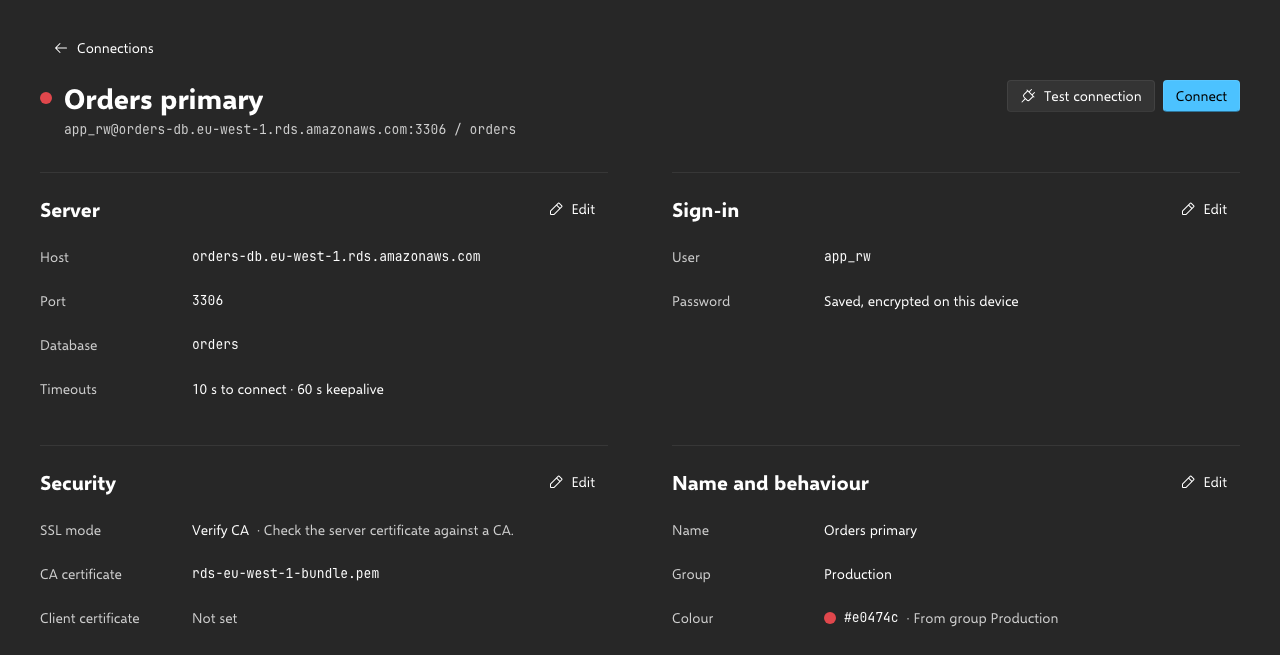 Connections
Orders primary
Test connection
Connect
app_rw@orders-db.eu-west-1.rds.amazonaws.com:3306 / orders
Server
Edit
Host
orders-db.eu-west-1.rds.amazonaws.com
Port
3306
Database
orders
Timeouts
10 s to connect · 60 s keepalive
Sign-in
Edit
User
app_rw
Password
Saved, encrypted on this device
Security
Edit
SSL mode
Verify CA · Check the server certificate against a CA.
CA certificate
rds-eu-west-1-bundle.pem
Client certificate
Not set
Name and behaviour
Edit
Name
Orders primary
Group
Production
Colour
#e0474c · From group Production